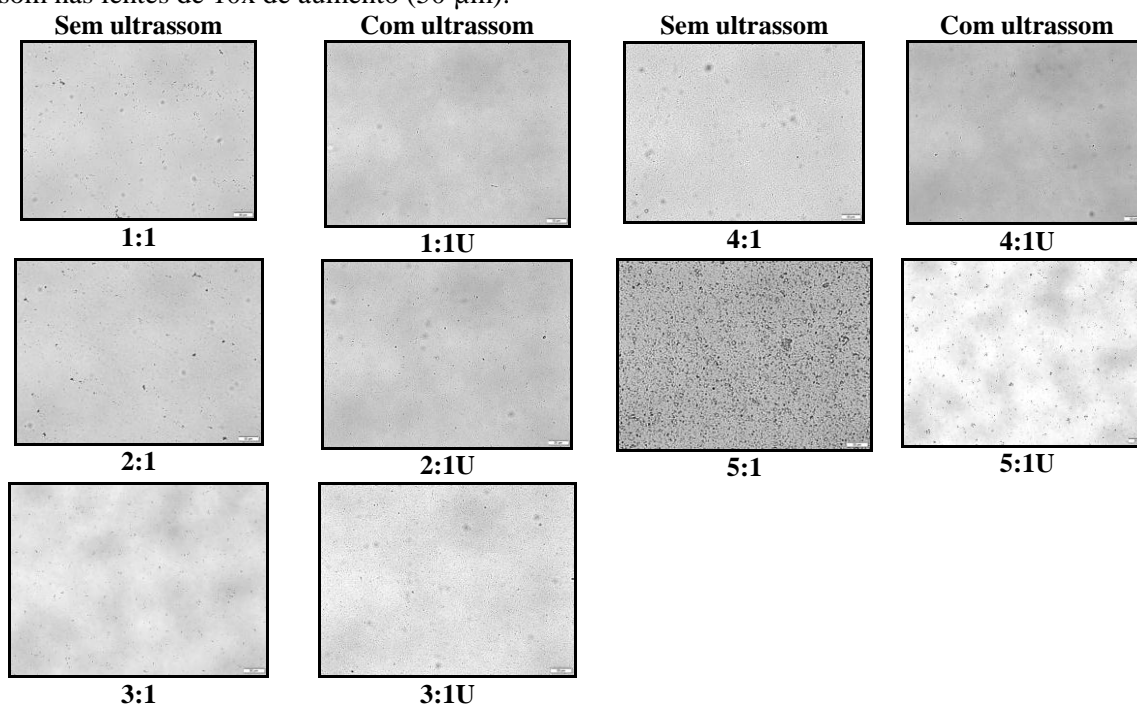 som nas lentes de 10x de aumento (50 µm).
Sem ultrassom Com ultrassom Sem ultrassom Com ultrassom
1:1 1:1U 4:1 4:1U
2:1 2:1U 5:1 5:1U
3:1 3:1U